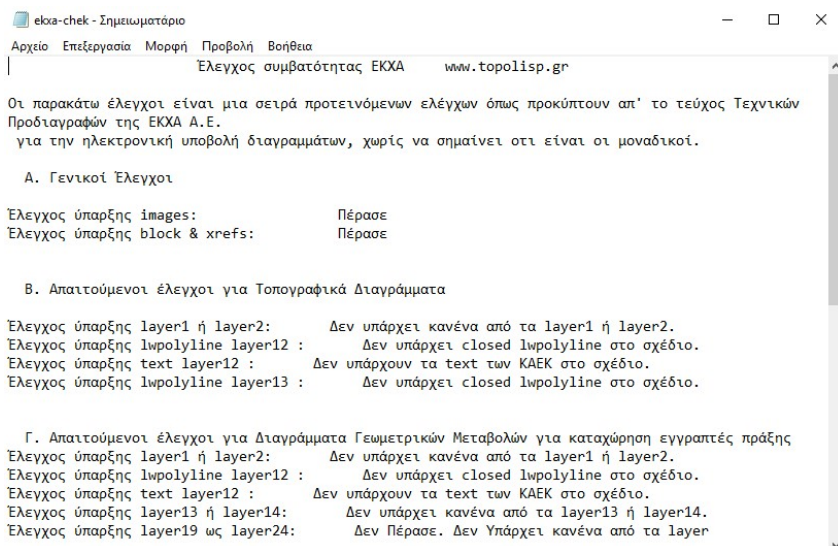 ekxa-chek - Σημειωματάριο
Αρχείο Επεξεργασία Μορφή Προβολή Βοήθεια
Έλεγχος συμβατότητας ΕΚΧΑ www.topolisp.gr
Οι παρακάτω έλεγχοι είναι μια σειρά προτεινόμενων ελέγχων όπως προκύπτουν απ' το τεύχος Τεχνικών
Προδιαγραφών της ΕΚΧΑ Α.Ε.
για την ηλεκτρονική υποβολή διαγραμμάτων, χωρίς να σημαίνει οτι είναι οι μοναδικοί.
Α. Γενικοί Έλεγχοι
Έλεγχος ύπαρξης images: Πέρασε
Έλεγχος ύπαρξης block & xrefs: Πέρασε
Β. Απαιτούμενοι έλεγχοι για Τοπογραφικά Διαγράμματα
Έλεγχος ύπαρξης layer1 ή layer2: Δεν υπάρχει κανένα από τα layer1 ή layer2.
Έλεγχος ύπαρξης lwpolyline layer12 : Δεν υπάρχει closed lwpolyline στο σχέδιο.
Έλεγχος ύπαρξης text layer12 : Δεν υπάρχουν τα text των ΚΑΕΚ στο σχέδιο.
Έλεγχος ύπαρξης lwpolyline layer13 : Δεν υπάρχει closed lwpolyline στο σχέδιο.
Γ. Απαιτούμενοι έλεγχοι για Διαγράμματα Γεωμετρικών Μεταβολών για καταχώρηση εγγραπτές πράξης
Έλεγχος ύπαρξης layer1 ή layer2: Δεν υπάρχει κανένα από τα layer1 ή layer2.
Έλεγχος ύπαρξης lwpolyline layer12 : Δεν υπάρχει closed lwpolyline στο σχέδιο.
Έλεγχος ύπαρξης text layer12 : Δεν υπάρχουν τα text των ΚΑΕΚ στο σχέδιο.
Έλεγχος ύπαρξης layer13 ή layer14: Δεν υπάρχει κανένα από τα layer13 ή layer14.
Έλεγχος ύπαρξης layer19 ως layer24: Δεν Πέρασε. Δεν Υπάρχει κανένα από τα layer